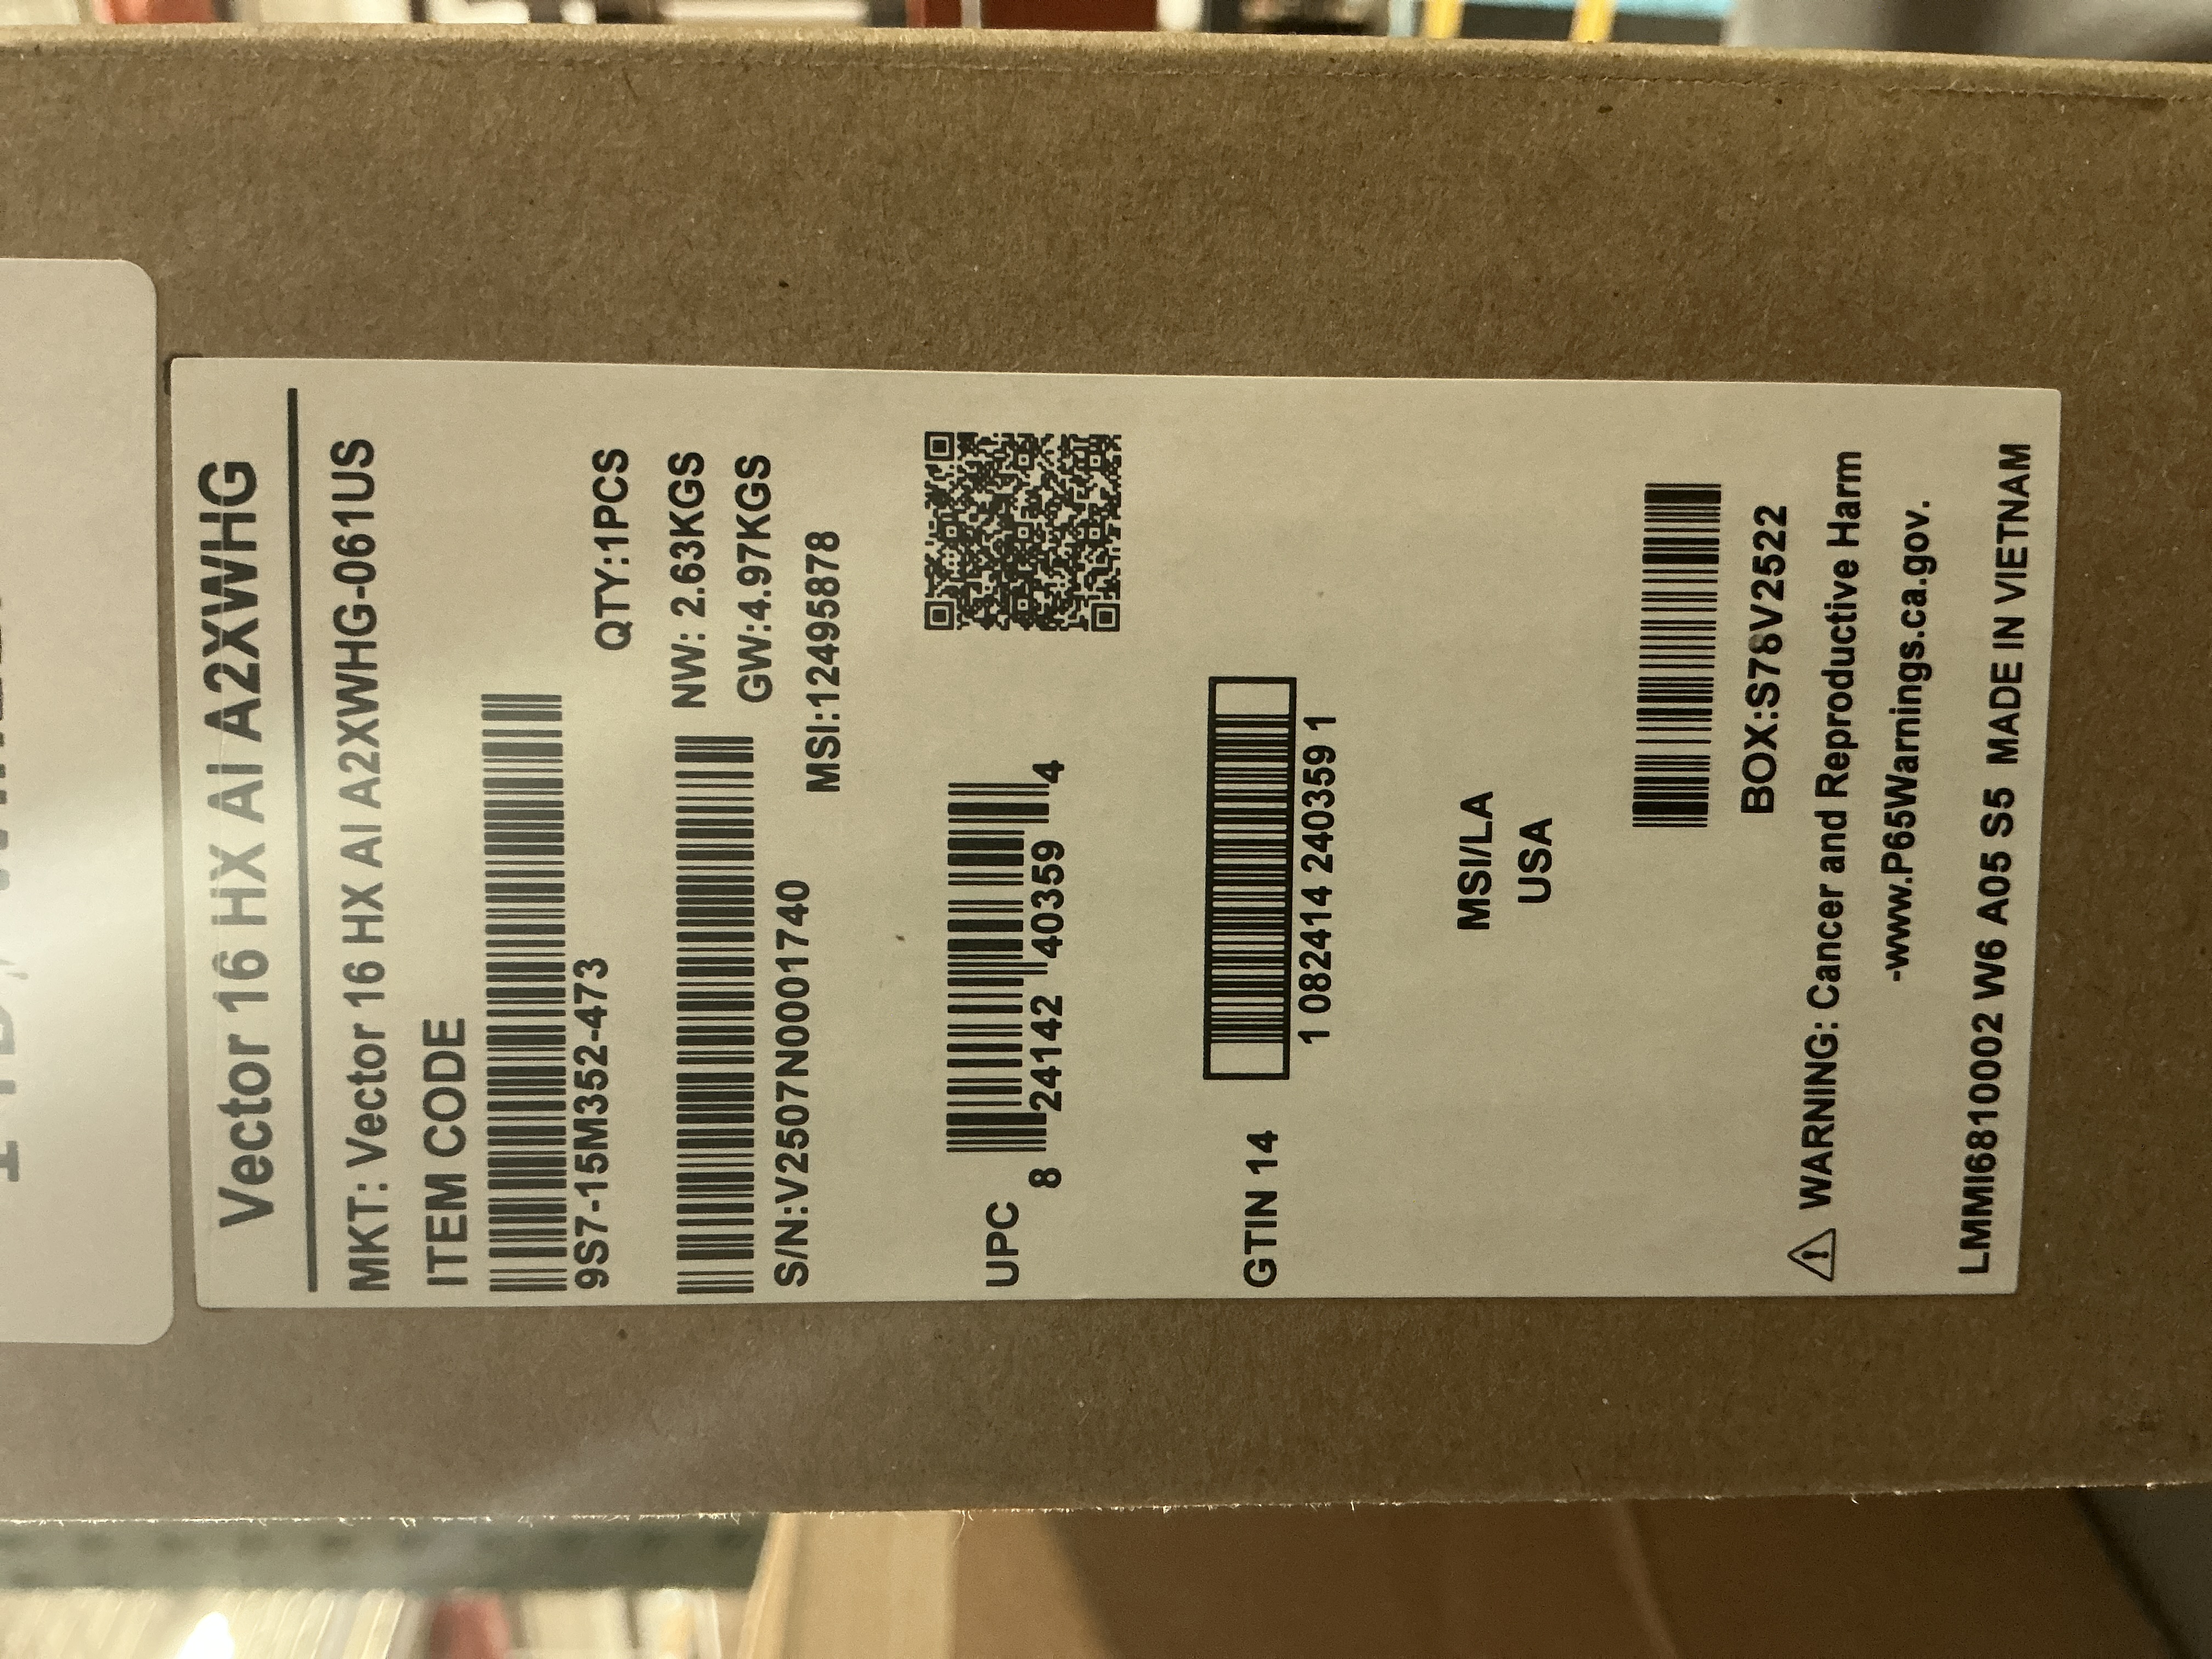 Vector 16 HX AI A2XWHG
MKT: Vector 16 HX AI A2XWHG-061US
ITEM CODE
9S7-15M352-473
QTY:1PCS
NW: 2.63KGS
GW:4.97KGS
S/N:V2507N0001740
MSI:12495878
UPC
8 24142 40359 4
GTIN 14
1 082414 240359 1
MSI/LA
USA
BOX:S78V2522
WARNING: Cancer and Reproductive Harm
-www.P65Warnings.ca.gov.
LMMI6810002 W6 A05 S5 MADE IN VIETNAM